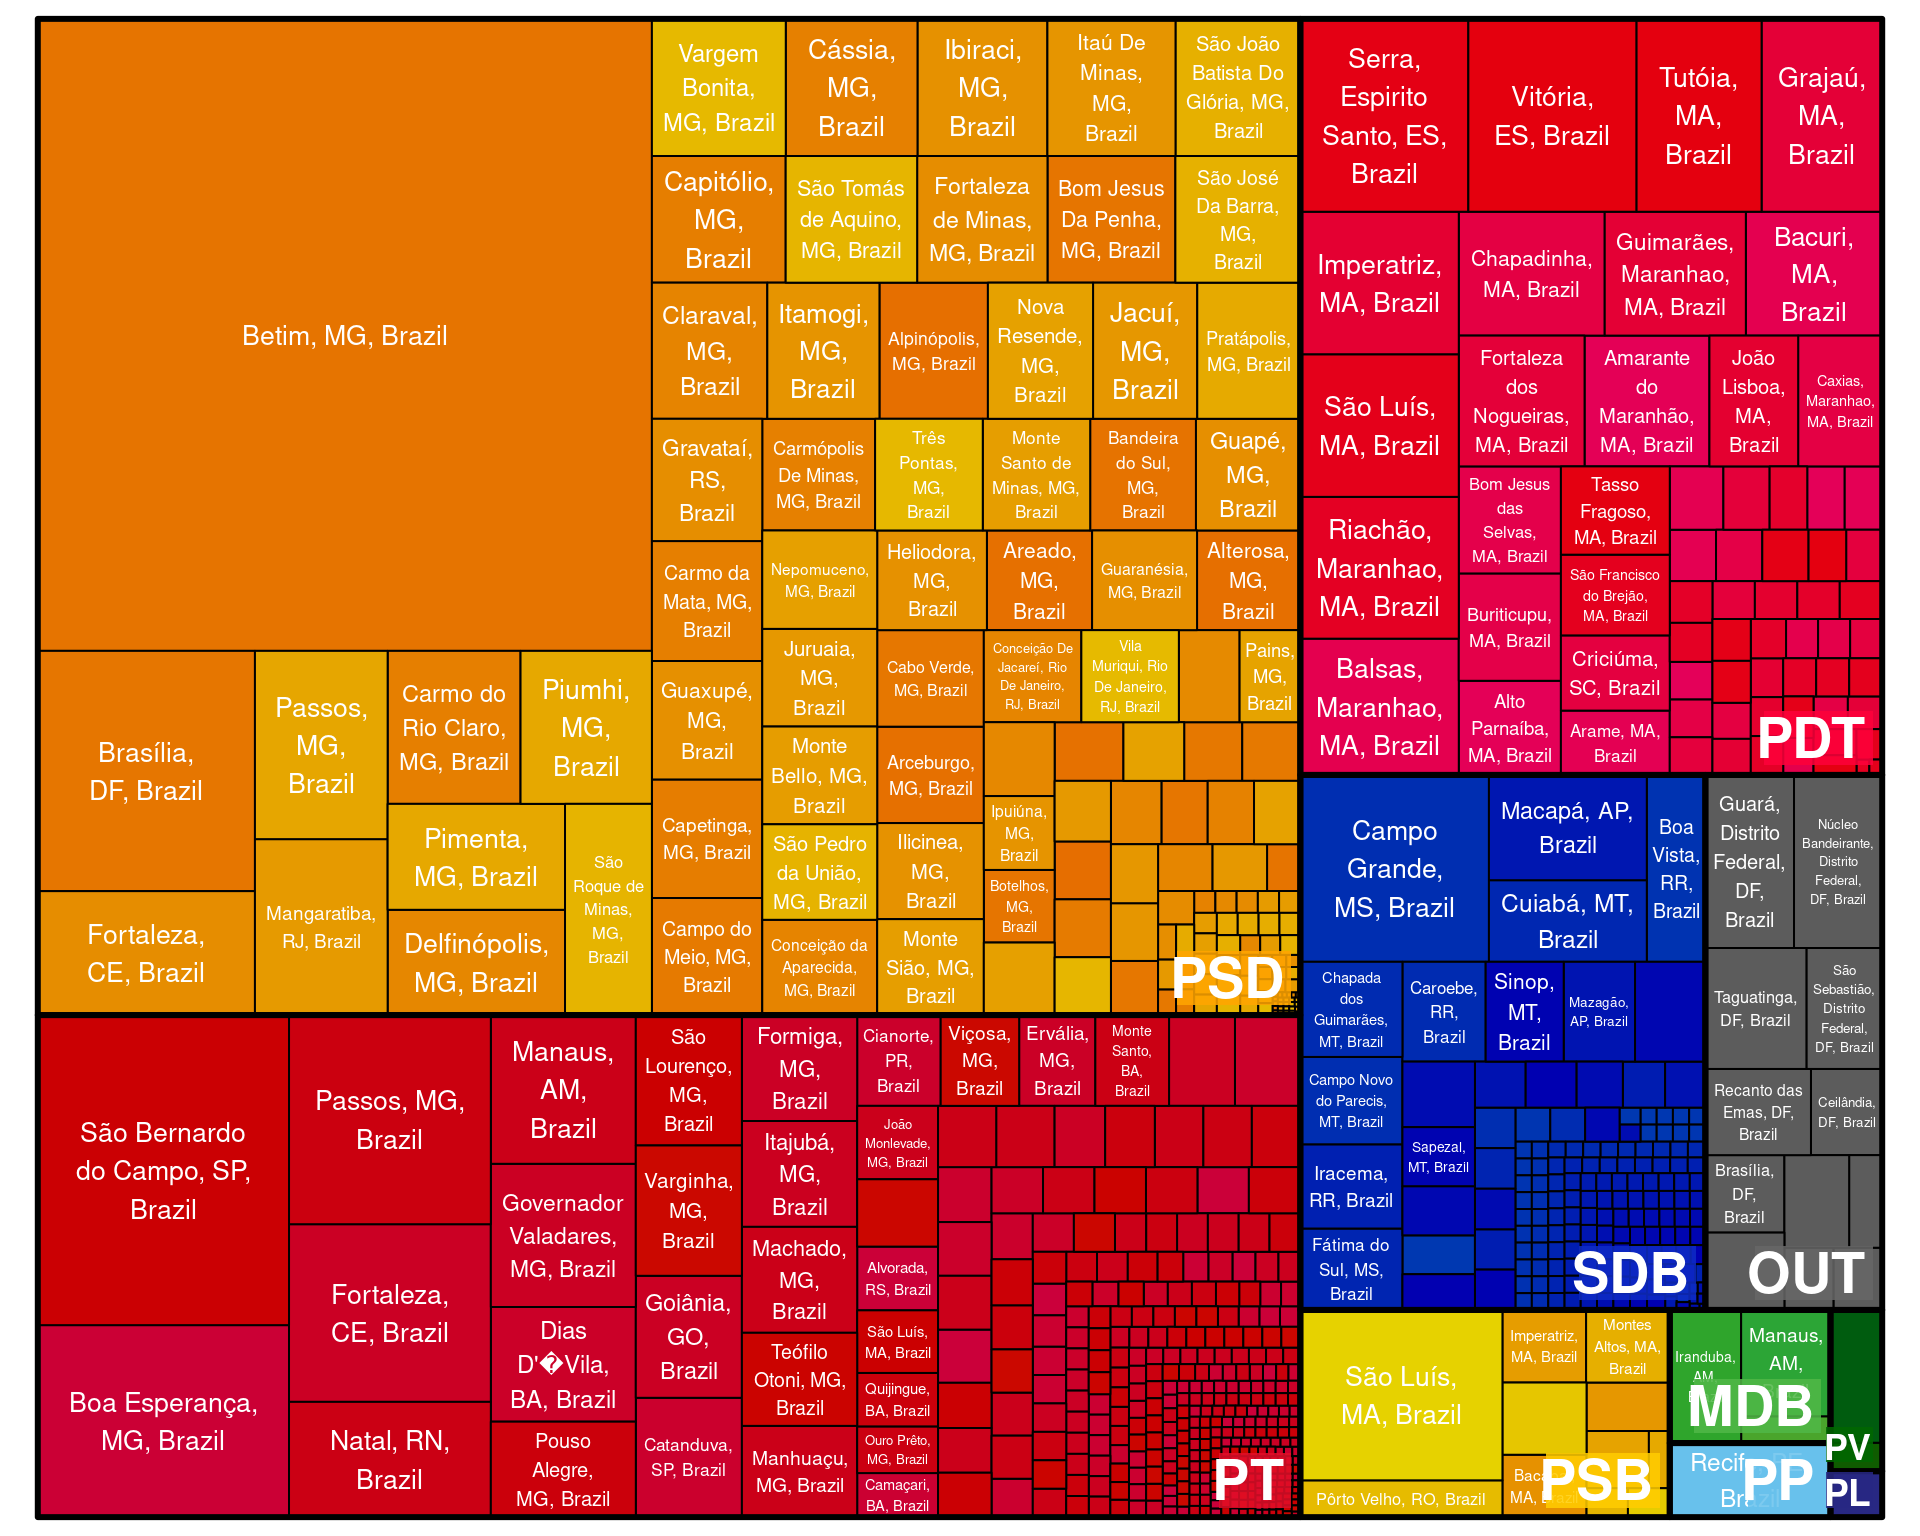 Betim, MG, Brazil
Brasília,
DF, Brazil
Fortaleza,
CE, Brazil
Passos,
MG,
Brazil
Mangaratiba,
RJ, Brazil
Carmo do
Rio Claro,
MG, Brazil
Piumhi,
MG,
Brazil
Pimenta,
MG, Brazil
Delfinópolis,
MG, Brazil
São
Roque de
Minas,
MG,
Brazil
Vargem
Bonita,
MG, Brazil
Cássia,
MG,
Brazil
Ibiraci,
MG,
Brazil
Itaú De
Minas,
MG,
Brazil
São João
Batista Do
Glória, MG,
Brazil
Capitólio,
MG,
Brazil
São Tomás
de Aquino,
MG, Brazil
Fortaleza
de Minas,
MG, Brazil
Bom Jesus
Da Penha,
MG, Brazil
São José
Da Barra,
MG,
Brazil
Claraval,
MG,
Brazil
Itamogi,
MG,
Brazil
Alpinópolis,
MG, Brazil
Nova
Resende,
MG,
Brazil
Jacuí,
MG,
Brazil
Pratápolis,
MG, Brazil
Gravataí,
RS,
Brazil
Carmo da
Mata, MG,
Brazil
Guaxupé,
MG,
Brazil
Capetinga,
MG, Brazil
Campo do
Meio, MG,
Brazil
Carmópolis
De Minas,
MG, Brazil
Três
Pontas,
MG,
Brazil
Monte
Santo de
Minas, MG,
Brazil
Bandeira
do Sul,
MG,
Brazil
Guapé,
MG,
Brazil
Nepomuceno,
MG, Brazil
Juruaia,
MG,
Brazil
Monte
Bello, MG,
Brazil
São Pedro
da União,
MG, Brazil
Conceição da
Aparecida,
MG, Brazil
Heliodora,
MG,
Brazil
Areado,
MG,
Brazil
Guaranésia,
MG, Brazil
Alterosa,
MG,
Brazil
Cabo Verde,
MG, Brazil
Arceburgo,
MG, Brazil
Ilicinea,
MG,
Brazil
Monte
Sião, MG,
Brazil
Conceição De
Jacareí, Rio
De Janeiro,
RJ, Brazil
Vila
Muriqui, Rio
De Janeiro,
RJ, Brazil
Pains,
MG,
Brazil
Ipuiúna,
MG,
Brazil
Botelhos,
MG,
Brazil
PSD
São Bernardo
do Campo, SP,
Brazil
Boa Esperança,
MG, Brazil
Passos, MG,
Brazil
Fortaleza,
CE, Brazil
Natal, RN,
Brazil
Manaus,
AM,
Brazil
Governador
Valadares,
MG, Brazil
Dias
D'�Vila,
BA, Brazil
Pouso
Alegre,
MG, Brazil
São
Lourenço,
MG,
Brazil
Varginha,
MG,
Brazil
Goiânia,
GO,
Brazil
Catanduva,
SP, Brazil
Formiga,
MG,
Brazil
Itajubá,
MG,
Brazil
Machado,
MG,
Brazil
Teófilo
Otoni, MG,
Brazil
Manhuaçu,
MG, Brazil
Cianorte,
PR,
Brazil
Viçosa,
MG,
Brazil
Ervália,
MG,
Brazil
Monte
Santo,
BA,
Brazil
João
Monlevade,
MG, Brazil
Alvorada,
RS, Brazil
São Luís,
MA, Brazil
Quijingue,
BA, Brazil
Ouro Prêto,
MG, Brazil
Camaçari,
BA, Brazil
PT
Serra,
Espirito
Santo, ES,
Brazil
Vitória,
ES, Brazil
Tutóia,
MA,
Brazil
Grajaú,
MA,
Brazil
Imperatriz,
MA, Brazil
São Luís,
MA, Brazil
Riachão,
Maranhao,
MA, Brazil
Balsas,
Maranhao,
MA, Brazil
Chapadinha,
MA, Brazil
Guimarães,
Maranhao,
MA, Brazil
Bacuri,
MA,
Brazil
Fortaleza
dos
Nogueiras,
MA, Brazil
Amarante
do
Maranhão,
MA, Brazil
João
Lisboa,
MA,
Brazil
Caxias,
Maranhao,
MA, Brazil
Bom Jesus
das
Selvas,
MA, Brazil
Buriticupu,
MA, Brazil
Alto
Parnaíba,
MA, Brazil
Tasso
Fragoso,
MA, Brazil
São Francisco
do Brejão,
MA, Brazil
Criciúma,
SC, Brazil
Arame, MA,
Brazil
PDT
Campo
Grande,
MS, Brazil
Macapá, AP,
Brazil
Cuiabá, MT,
Brazil
Boa
Vista,
RR,
Brazil
Chapada
dos
Guimarães,
MT, Brazil
Campo Novo
do Parecis,
MT, Brazil
Iracema,
RR, Brazil
Fátima do
Sul, MS,
Brazil
Caroebe,
RR,
Brazil
Sinop,
MT,
Brazil
Mazagão,
AP, Brazil
Sapezal,
MT, Brazil
SDB
Guará,
Distrito
Federal,
DF,
Brazil
Núcleo
Bandeirante,
Distrito
Federal,
DF, Brazil
Taguatinga,
DF, Brazil
São
Sebastião,
Distrito
Federal,
DF, Brazil
Recanto das
Emas, DF,
Brazil
Ceilândia,
DF, Brazil
Brasília,
DF,
Brazil
OUT
São Luís,
MA, Brazil
Pôrto Velho, RO, Brazil
Imperatriz,
MA, Brazil
Montes
Altos, MA,
Brazil
MA,
PSB
Iranduba,
AM,
Manaus,
AM,
MDB
PV
PP
PL